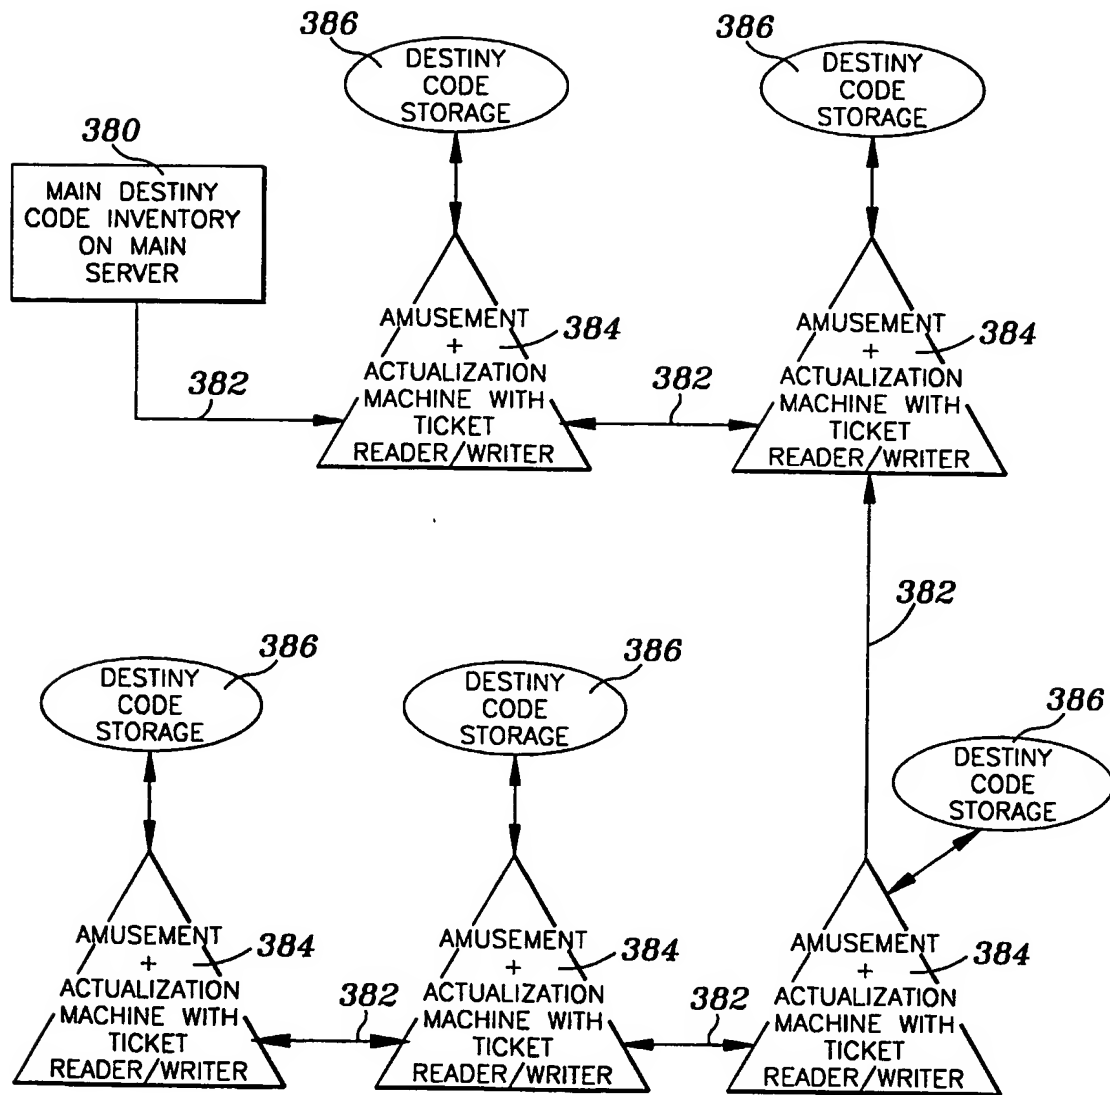 386
DESTINY
CODE
STORAGE
386
DESTINY
CODE
STORAGE
380
MAIN DESTINY
CODE INVENTORY
ON MAIN
SERVER
382
AMUSEMENT
+
ACTUALIZATION
MACHINE WITH
TICKET
READER/WRITER
384
382
AMUSEMENT
+
ACTUALIZATION
MACHINE WITH
TICKET
READER/WRITER
384
382
386
DESTINY
CODE
STORAGE
386
DESTINY
CODE
STORAGE
386
DESTINY
CODE
STORAGE
AMUSEMENT
+
ACTUALIZATION
MACHINE WITH
TICKET
READER/WRITER
384
382
AMUSEMENT
+
ACTUALIZATION
MACHINE WITH
TICKET
READER/WRITER
384
382
AMUSEMENT
+
ACTUALIZATION
MACHINE WITH
TICKET
READER/WRITER
384